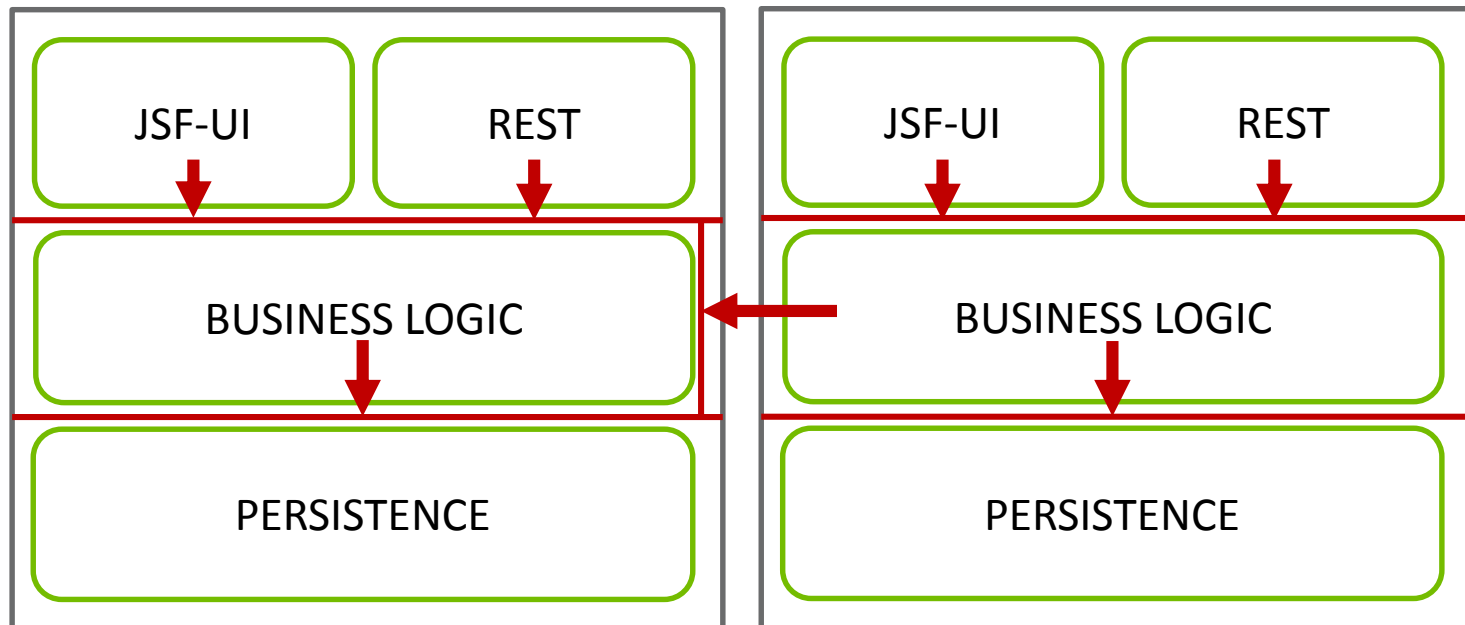 JSF-UI
REST
JSF-UI
REST
BUSINESS LOGIC
BUSINESS LOGIC
PERSISTENCE
PERSISTENCE